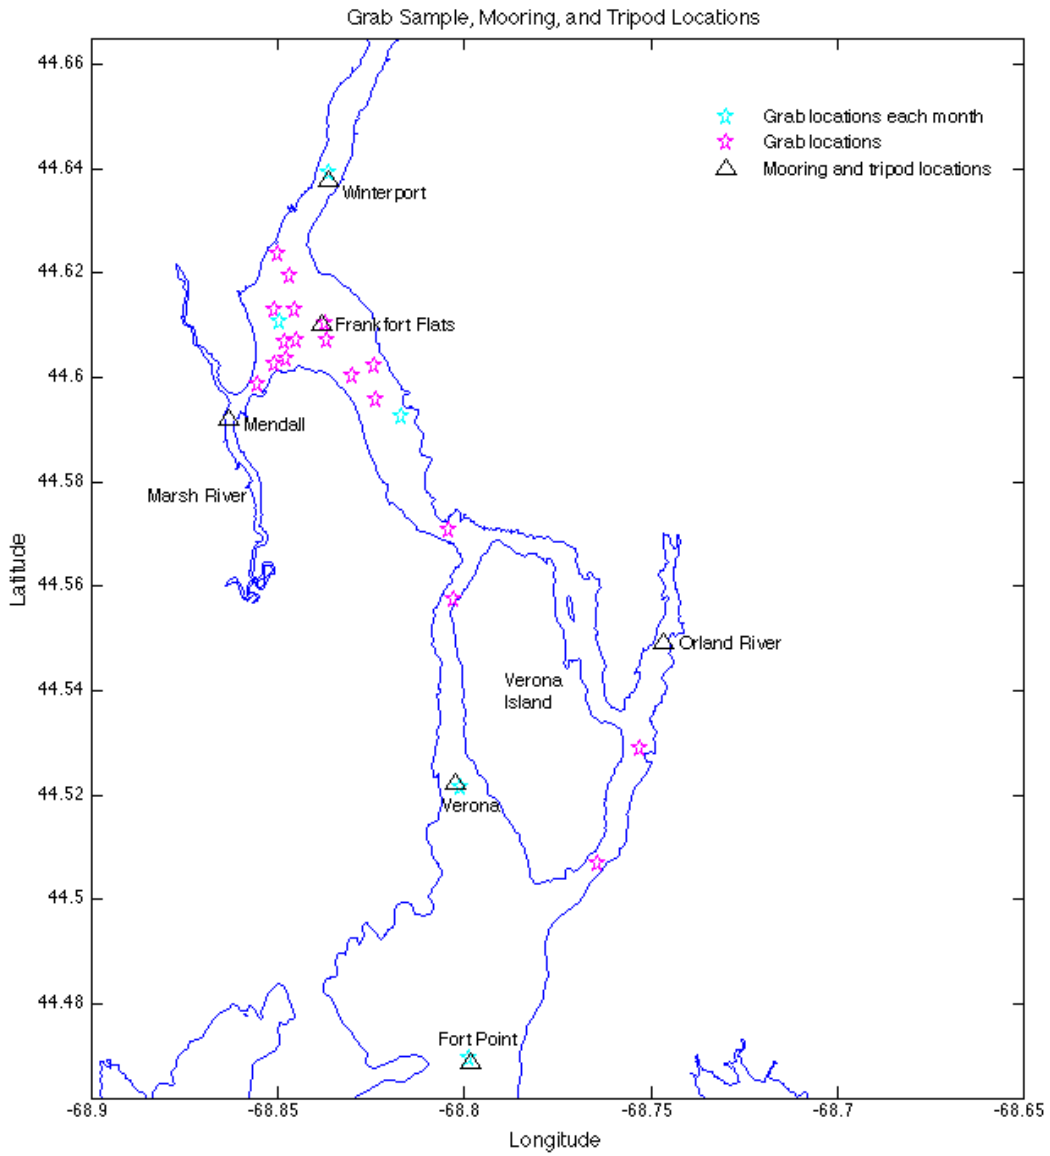 Grab Sample, Mooring, and Tripod Locations
44.66
Grab locations each month
Grab locations
44.64
Mooring and tripod locations
Winterport
44.62
Frankfort Flats
44.6
Mendall
44.58
Marsh River
Latitude
44.56
Orland River
44.54
Verona
Island
44.52
Verona
44.5
44.48
Fort Point
-68.9
-68.85
-68.8
-68.75
-68.7
-68.65
Longitude